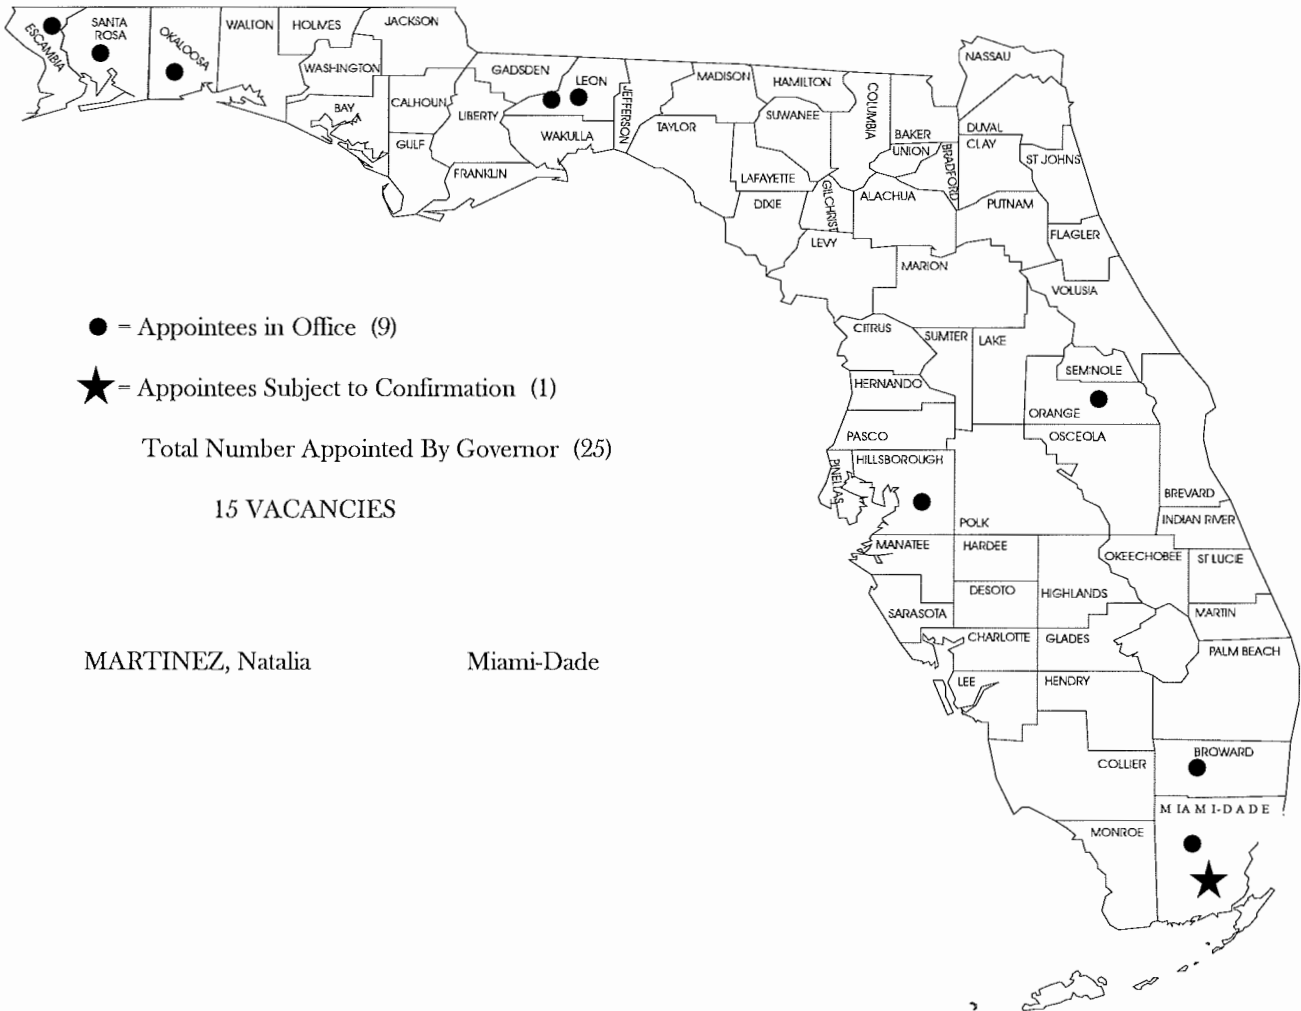 ESCAMBIA
SANTA ROSA
OKALOOSA
WALTON
HOLMES
JACKSON
WASHINGTON
BAY
CALHOUN
GULF
GADSDEN
LIBERTY
FRANKLIN
LEON
WAKULLA
JEFFERSON
MADISON
TAYLOR
HAMILTON
SUWANEE
LAFAYETTE
DIXIE
COLUMBIA
GILCHRIST
LEVY
BAKER
UNION
BRADFORD
ALACHUA
NASSAU
DUVAL
CLAY
ST JOHNS
PUTNAM
FLAGLER
MARION
VOLUSIA
● = Appointees in Office (9)
★ = Appointees Subject to Confirmation (1)
Total Number Appointed By Governor (25)
15 VACANCIES
CITRUS
SUMTER
LAKE
SEMINOLE
HERNANDO
ORANGE
PASCO
OSCEOLA
PINELLAS
HILLSBOROUGH
POLK
BREVARD
INDIAN RIVER
MANATEE
HARDEE
OKEECHOBEE
ST LUCIE
DESOTO
HIGHLANDS
SARASOTA
MARTIN
CHARLOTTE
GLADES
PALM BEACH
MARTINEZ, Natalia Miami-Dade
LEE
HENDRY
COLLIER
BROWARD
MIAMI-DADE
MONROE